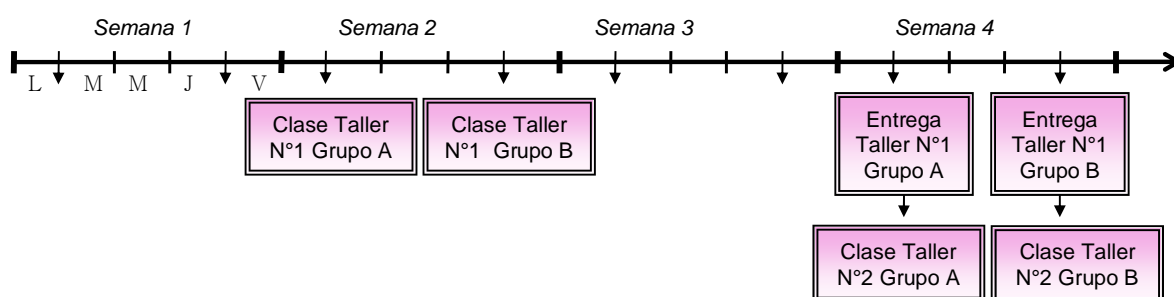 Semana 1
Semana 2
Semana 3
Semana 4
L
M
M
J
V
Clase Taller
N°1 Grupo A
Clase Taller
N°1 Grupo B
Entrega
Taller N°1
Grupo A
Entrega
Taller N°1
Grupo B
Clase Taller
N°2 Grupo A
Clase Taller
N°2 Grupo B